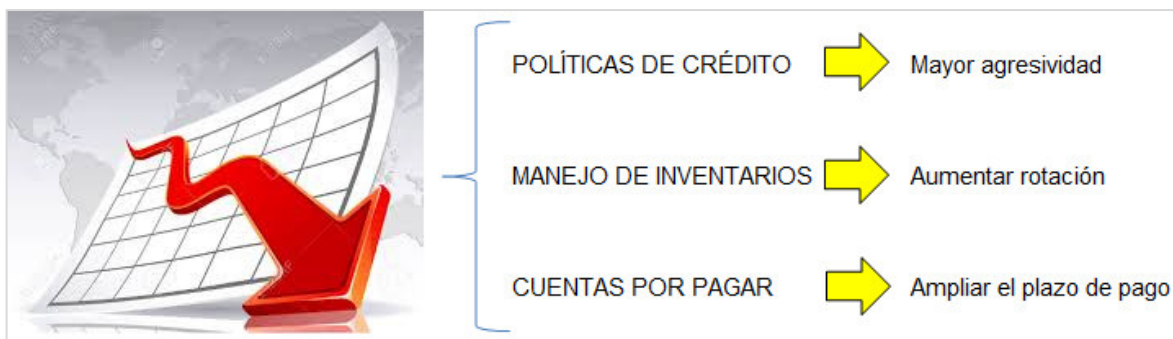 POLÍTICAS DE CRÉDITO Mayor agresividad
MANEJO DE INVENTARIOS Aumentar rotación
CUENTAS POR PAGAR Ampliar el plazo de pago